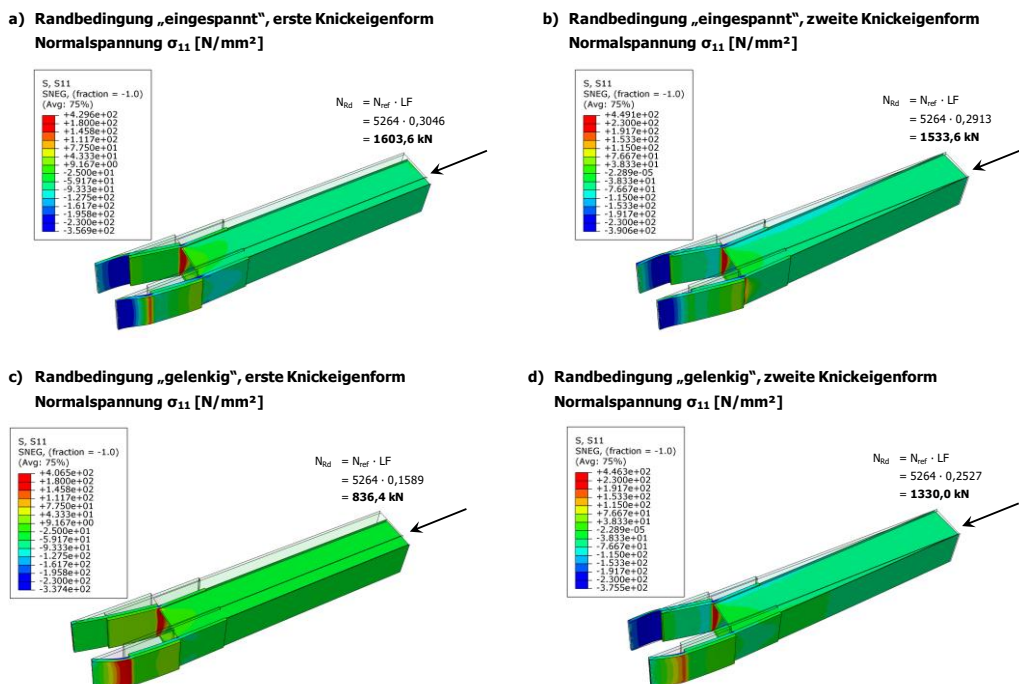 a) Randbedingung „eingespannt“, erste Knickeigenform
Normalspannung σ11 [N/mm²]
S, S11
SNEG, (fraction = -1.0)
(Avg: 75%)
+4.296e+02
+1.800e+02
+1.458e+02
+1.117e+02
+7.750e+01
+4.333e+01
+9.167e+00
-2.500e+01
-5.917e+01
-9.333e+01
-1.275e+02
-1.617e+02
-1.958e+02
-2.300e+02
-3.569e+02
NRd = Nref · LF
= 5264 · 0,3046
= 1603,6 kN
b) Randbedingung „eingespannt“, zweite Knickeigenform
Normalspannung σ11 [N/mm²]
S, S11
SNEG, (fraction = -1.0)
(Avg: 75%)
+4.491e+02
+2.300e+02
+1.917e+02
+1.533e+02
+1.150e+02
+7.667e+01
+3.833e+01
-2.289e-05
-3.833e+01
-7.667e+01
-1.150e+02
-1.533e+02
-1.917e+02
-2.300e+02
-3.906e+02
NRd = Nref · LF
= 5264 · 0,2913
= 1533,6 kN
c) Randbedingung „gelenkig“, erste Knickeigenform
Normalspannung σ11 [N/mm²]
S, S11
SNEG, (fraction = -1.0)
(Avg: 75%)
+4.065e+02
+1.800e+02
+1.458e+02
+1.117e+02
+7.750e+01
+4.333e+01
+9.167e+00
-2.500e+01
-5.917e+01
-9.333e+01
-1.275e+02
-1.617e+02
-1.958e+02
-2.300e+02
-3.374e+02
NRd = Nref · LF
= 5264 · 0,1589
= 836,4 kN
d) Randbedingung „gelenkig“, zweite Knickeigenform
Normalspannung σ11 [N/mm²]
S, S11
SNEG, (fraction = -1.0)
(Avg: 75%)
+4.463e+02
+2.300e+02
+1.917e+02
+1.533e+02
+1.150e+02
+7.667e+01
+3.833e+01
-2.289e-05
-3.833e+01
-7.667e+01
-1.150e+02
-1.533e+02
-1.917e+02
-2.300e+02
-3.755e+02
NRd = Nref · LF
= 5264 · 0,2527
= 1330,0 kN